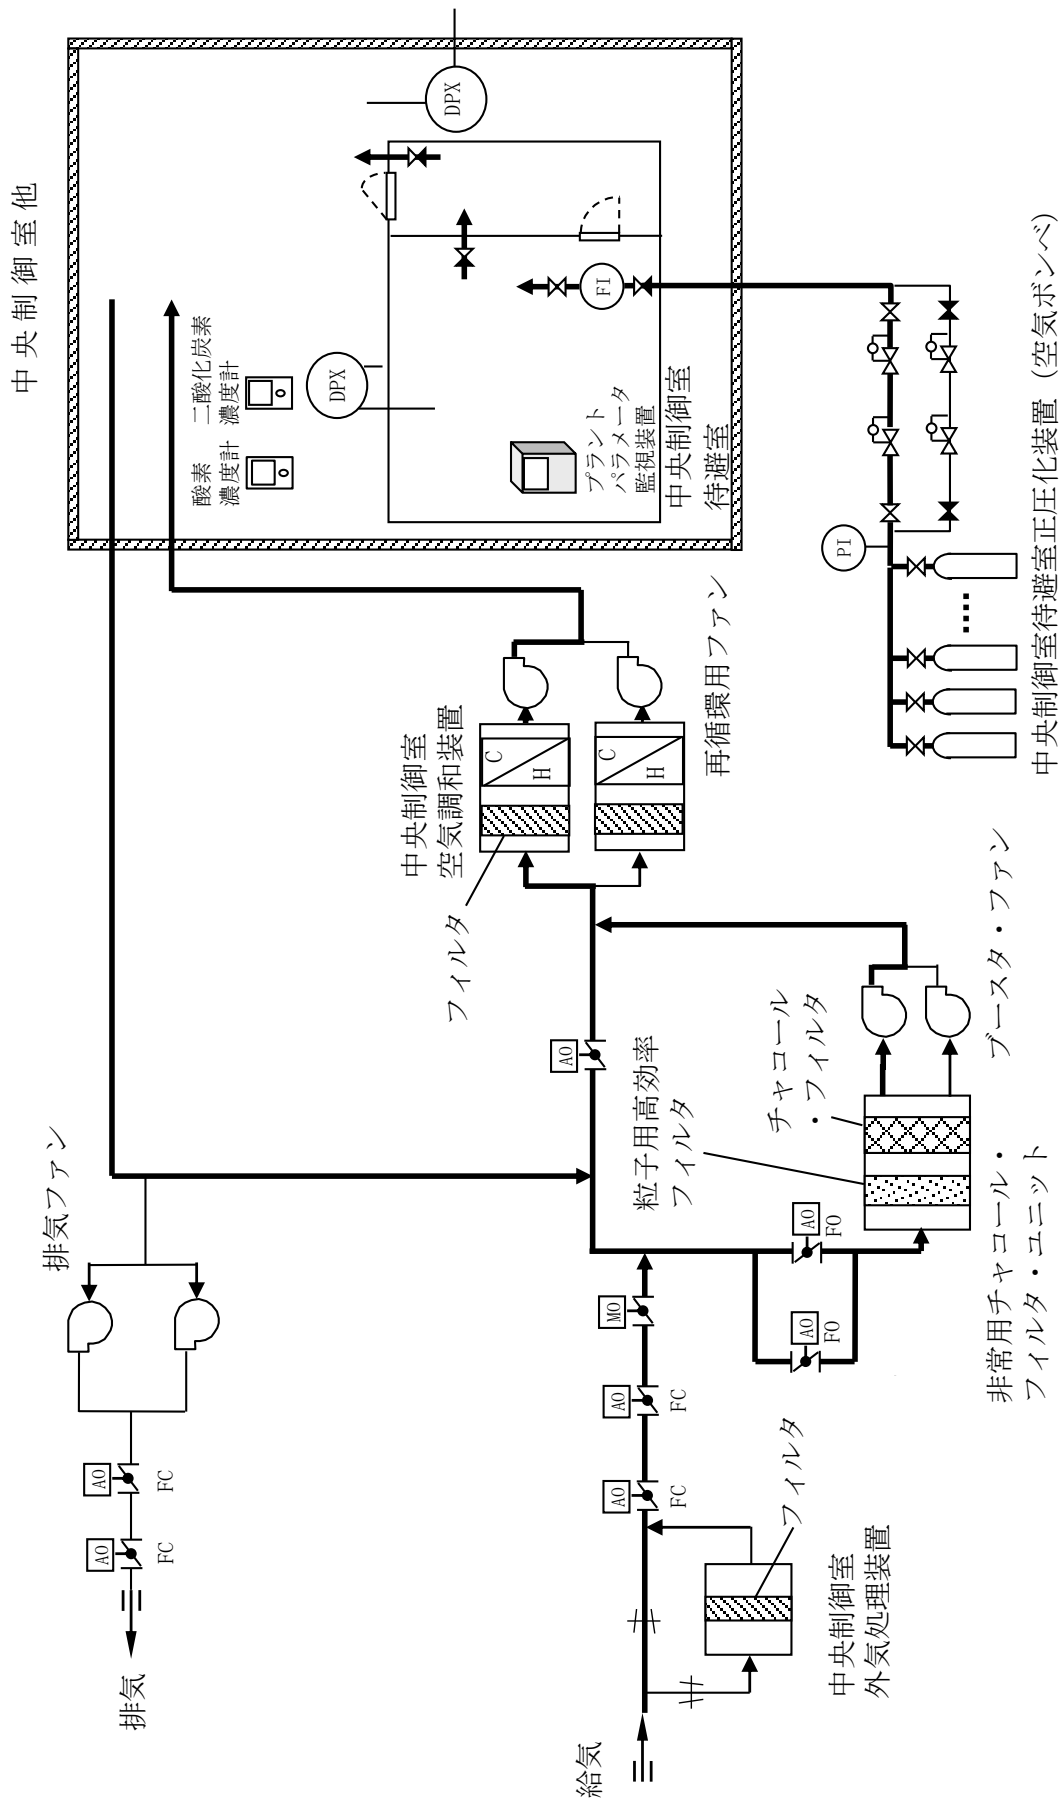 中央制御室他
排気ファン
AO
FC
AO
FC
排気
酸素
濃度計
二酸化炭素
濃度計
DPX
DPX
プラント
パラメータ
監視装置
中央制御室
待避室
FI
中央制御室
空気調和装置
フィルタ
C
H
C
H
再循環用ファン
AO
給気
AO
FC
AO
FC
MO
フィルタ
中央制御室
外気処理装置
AO
FO
AO
FO
粒子用高効率
フィルタ
チャコール
・フィルタ
非常用チャコール・
フィルタ・ユニット
ブースタ・ファン
PI
中央制御室待避室正圧化装置（空気ボンベ）